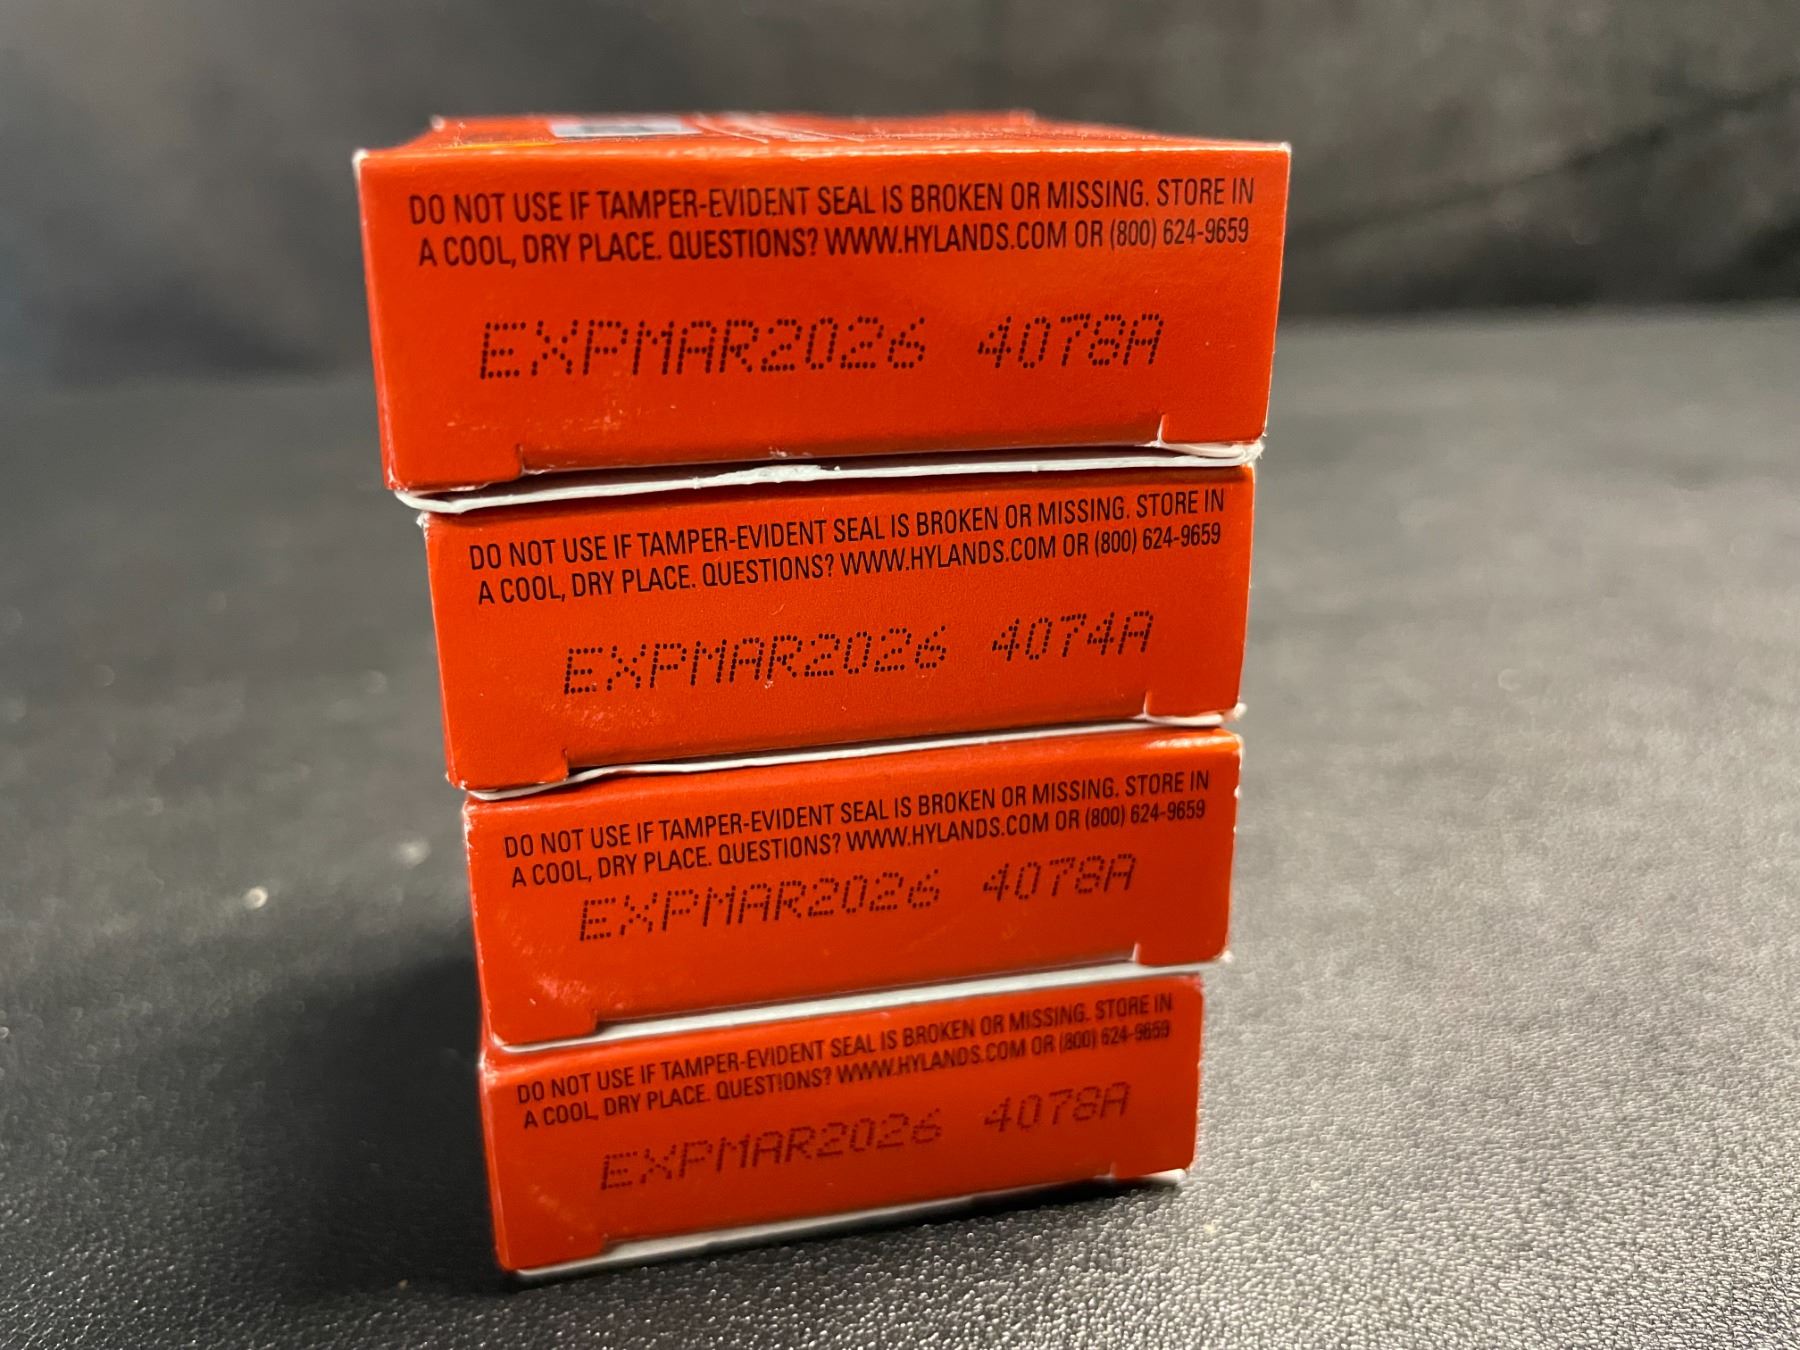 DO NOT USE IF TAMPER-EVIDENT SEAL IS BROKEN OR MISSING. STORE IN
A COOL, DRY PLACE. QUESTIONS? WWW.HYLANDS.COM OR (800) 624-9659
EXPMAR2026 4078A
DO NOT USE IF TAMPER-EVIDENT SEAL IS BROKEN OR MISSING. STORE IN
A COOL, DRY PLACE. QUESTIONS? WWW.HYLANDS.COM OR (800) 624-9659
EXPMAR2026 4074A
DO NOT USE IF TAMPER-EVIDENT SEAL IS BROKEN OR MISSING. STORE IN
A COOL, DRY PLACE. QUESTIONS? WWW.HYLANDS.COM OR (800) 624-9659
EXPMAR2026 4078A
DO NOT USE IF TAMPER-EVIDENT SEAL IS BROKEN OR MISSING. STORE IN
A COOL, DRY PLACE. QUESTIONS? WWW.HYLANDS.COM OR (800) 624-9659
EXPMAR2026 4078A